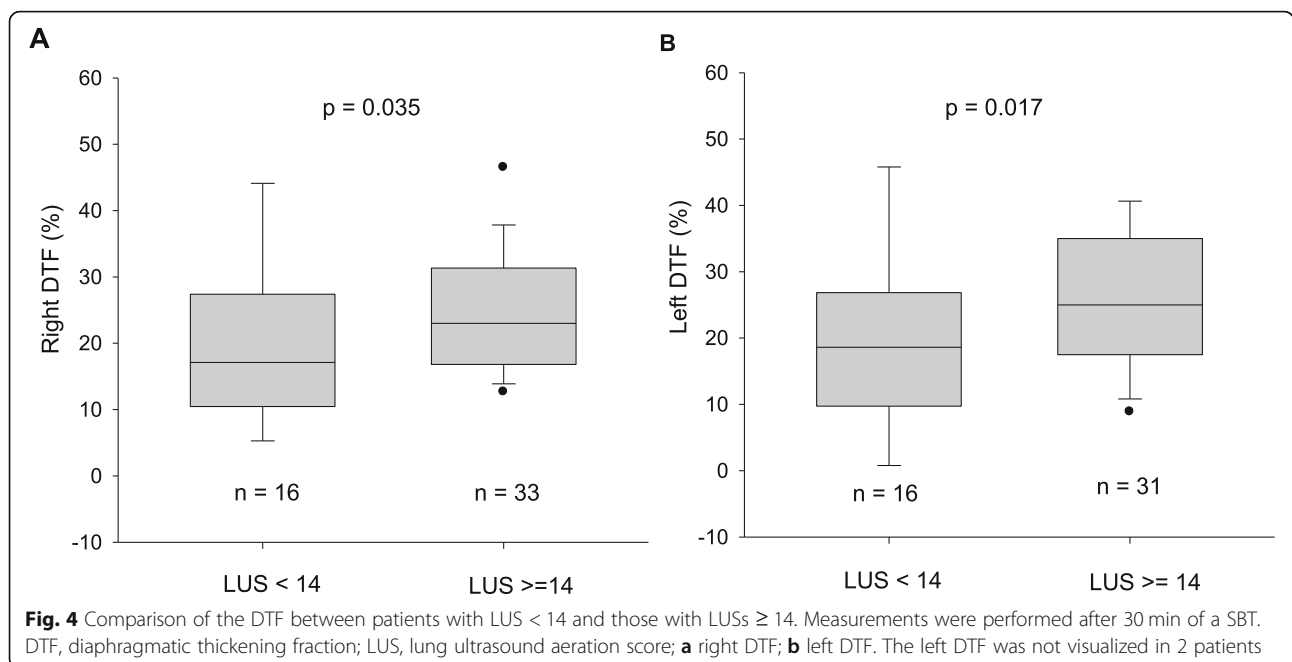 A
60
50
40
30
20
10
0
-10
Right DTF (%)
p = 0.035
n = 16
n = 33
LUS < 14
LUS >=14
B
60
50
40
30
20
10
0
-10
Left DTF (%)
p = 0.017
n = 16
n = 31
LUS < 14
LUS >= 14
Fig. 4 Comparison of the DTF between patients with LUS < 14 and those with LUSs ≥ 14. Measurements were performed after 30 min of a SBT.
DTF, diaphragmatic thickening fraction; LUS, lung ultrasound aeration score; a right DTF; b left DTF. The left DTF was not visualized in 2 patients